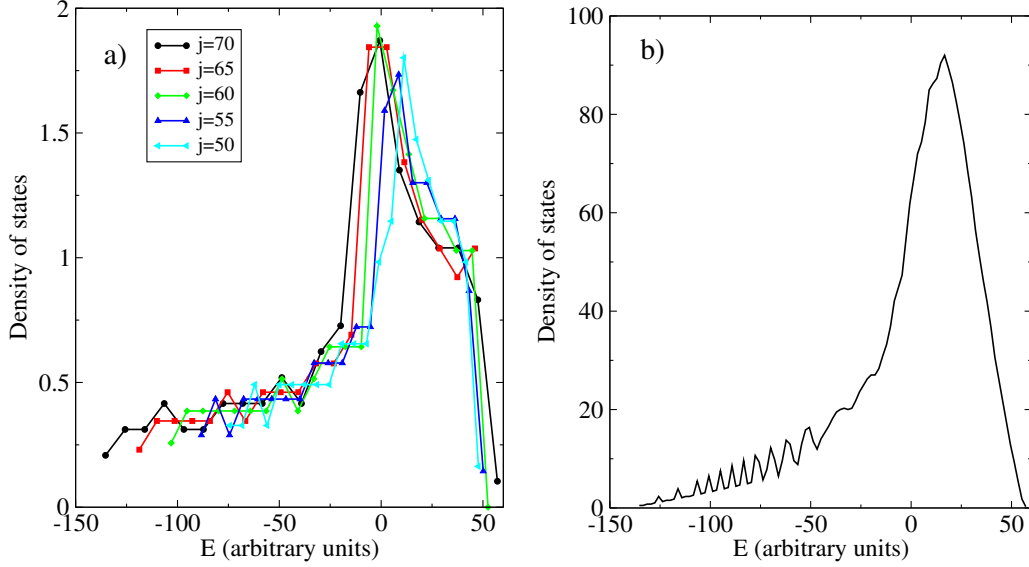 a)
j=70
j=65
j=60
j=55
j=50
2
1.5
1
0.5
0
-150
-100
-50
0
50
E (arbitrary units)
Density of states
b)
100
80
60
40
20
0
-150
-100
-50
0
50
E (arbitrary units)
Density of states